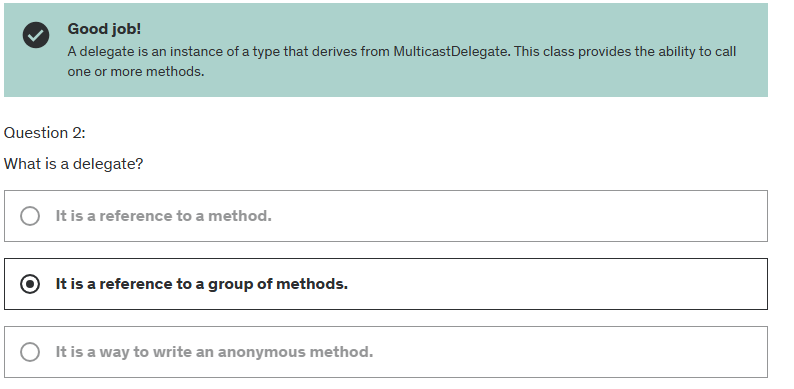 Good job!
A delegate is an instance of a type that derives from MulticastDelegate. This class provides the ability to call
one or more methods.
Question 2:
What is a delegate?
It is a reference to a method.
It is a reference to a group of methods.
It is a way to write an anonymous method.